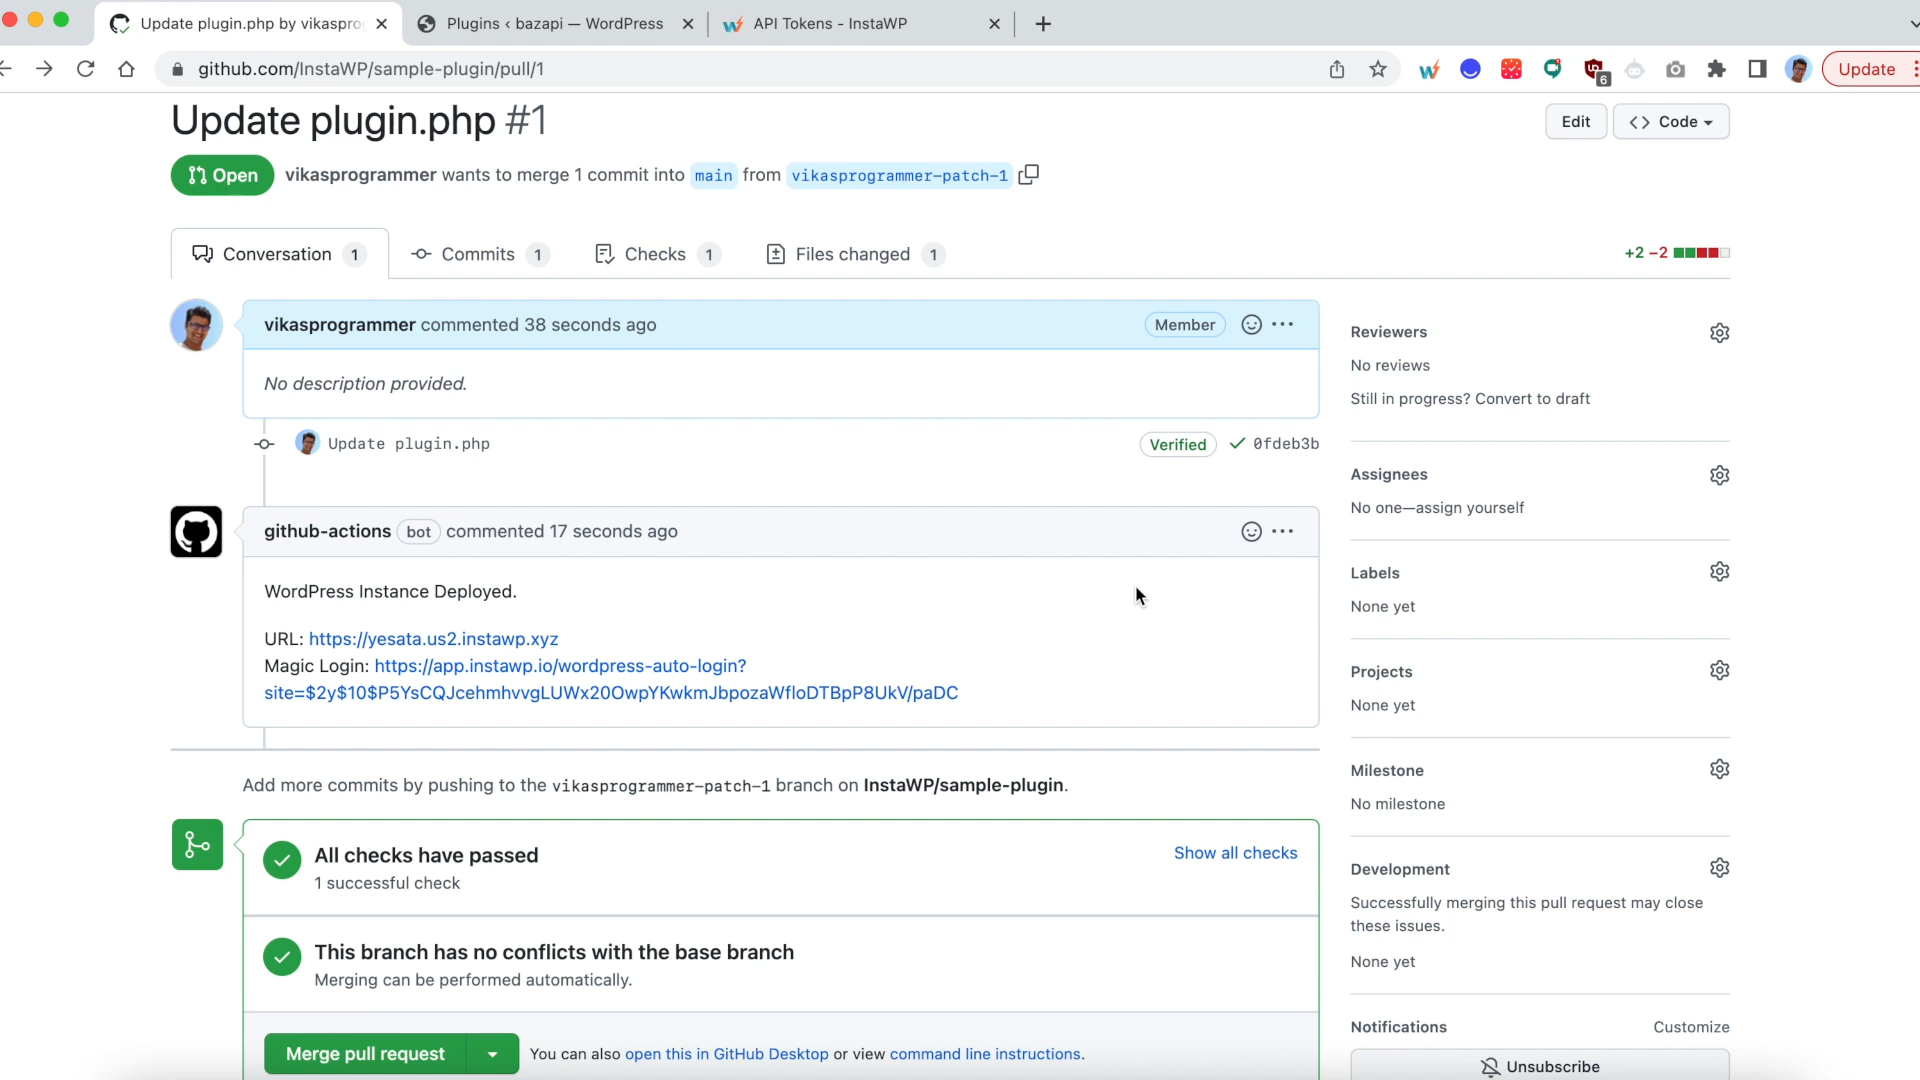 Update plugin.php by vikaspro
Plugins < bazapi — WordPress
API Tokens - InstaWP
github.com/InstaWP/sample-plugin/pull/1
6
Update
Update plugin.php #1
Edit
Code
Open
vikasprogrammer wants to merge 1 commit into main from vikasprogrammer-patch-1
Conversation 1
Commits 1
Checks 1
Files changed 1
+2 −2
vikasprogrammer commented 38 seconds ago
Member
No description provided.
Update plugin.php
Verified
0fdeb3b
github-actions bot commented 17 seconds ago
WordPress Instance Deployed.
URL: https://yesata.us2.instawp.xyz
Magic Login: https://app.instawp.io/wordpress-auto-login?
site=$2y$10$P5YsCQJcehmhvvgLUWx20OwpYKwkmJbpozaWfloDTBpP8UkV/paDC
Add more commits by pushing to the vikasprogrammer-patch-1 branch on InstaWP/sample-plugin.
All checks have passed
1 successful check
Show all checks
This branch has no conflicts with the base branch
Merging can be performed automatically.
Merge pull request
You can also open this in GitHub Desktop or view command line instructions.
Reviewers
No reviews
Still in progress? Convert to draft
Assignees
No one—assign yourself
Labels
None yet
Projects
None yet
Milestone
No milestone
Development
Successfully merging this pull request may close
these issues.
None yet
Notifications
Customize
Unsubscribe